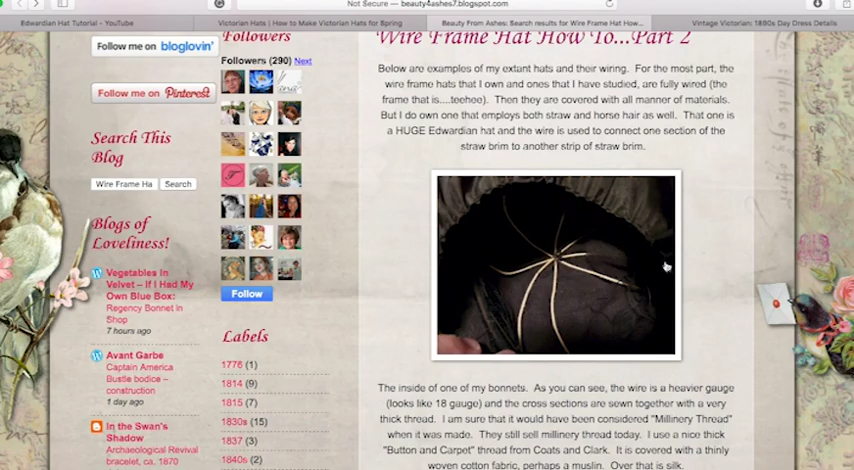 Not Secure — beauty4ashes7.blogspot.com
Edwardian Hat Tutorial - YouTube
Victorian Hats | How to Make Victorian Hats for Spring
Beauty From Ashes: Search results for Wire Frame Hat How...
Vintage Victorian: 1880s Day Dress Details
Follow me on bloglovin'
Follow me on Pinterest
Search This
Blog
Wire Frame Ha
Search
Blogs of
Loveliness!
Vegetables In
Velvet – If I Had My
Own Blue Box:
Regency Bonnet in
Shop
7 hours ago
Avant Garbe
Captain America
Bustle bodice –
construction
1 day ago
In the Swan's
Shadow
Archaeological Revival
bracelet, ca. 1870
Followers
Followers (290) Next
Follow
Labels
1776 (1)
1814 (9)
1815 (7)
1830s (15)
1837 (3)
1840s (2)
Wire Frame Hat How To...Part 2
Below are examples of my extant hats and their wiring. For the most part, the
wire frame hats that I own and ones that I have studied, are fully wired (the
frame that is....teehee). Then they are covered with all manner of materials.
But I do own one that employs both straw and horse hair as well. That one is
a HUGE Edwardian hat and the wire is used to connect one section of the
straw brim to another strip of straw brim.
The inside of one of my bonnets. As you can see, the wire is a heavier gauge
(looks like 18 gauge) and the cross sections are sewn together with a very
thick thread. I am sure that it would have been considered "Millinery Thread"
when it was made. They still sell millinery thread today. I use a nice thick
"Button and Carpet" thread from Coats and Clark. It is covered with a thinly
woven cotton fabric, perhaps a muslin. Over that is silk.